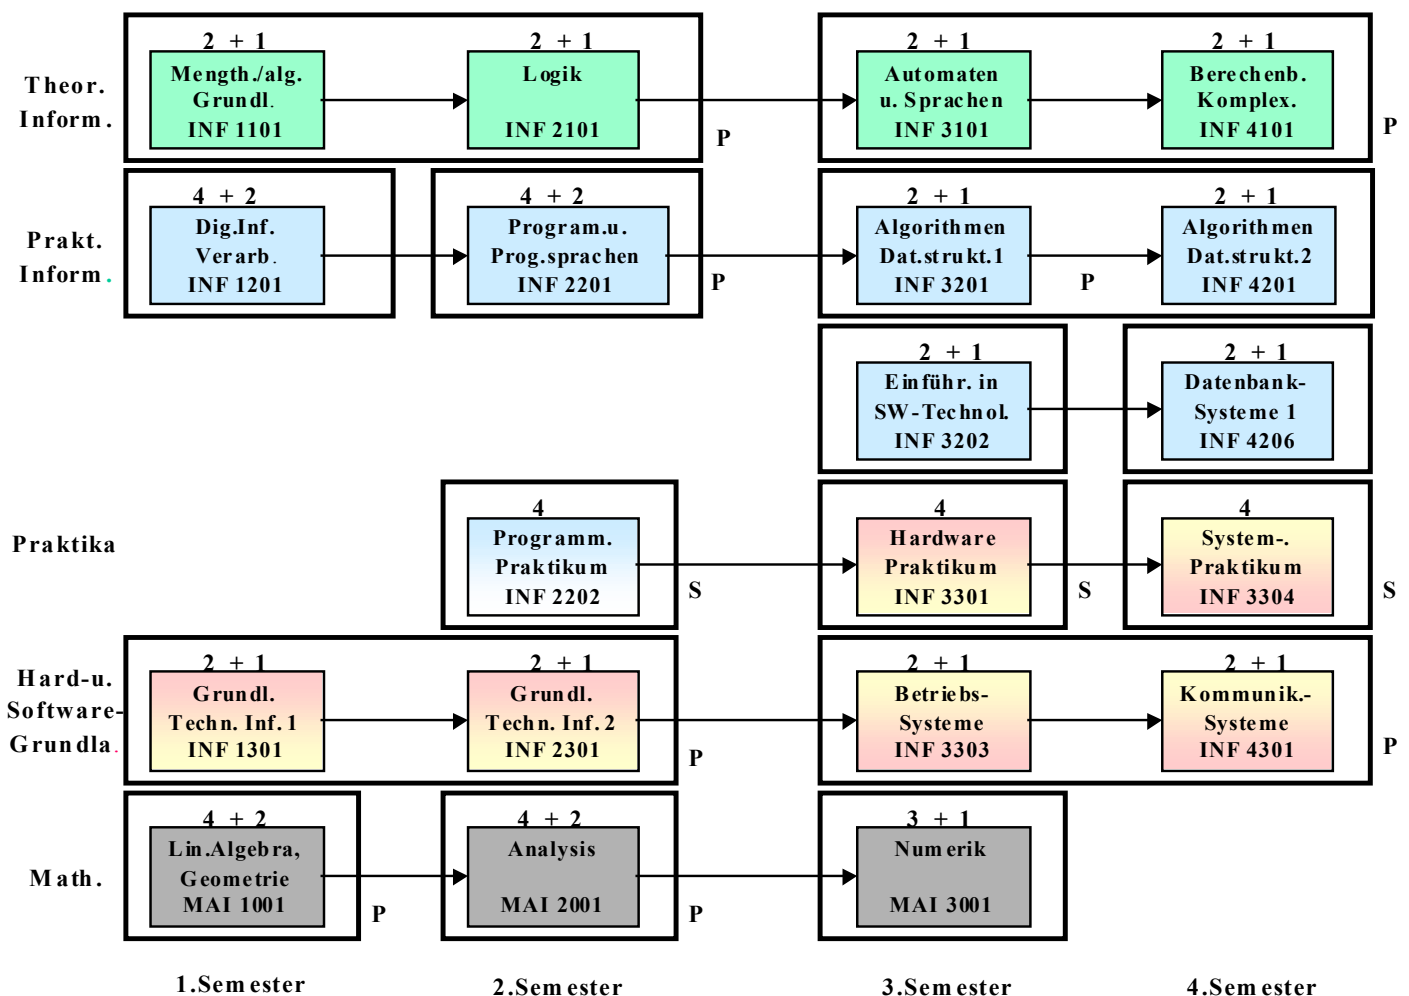 2 + 1
2 + 1
2 + 1
2 + 1
Theor.
Inform.
Mength./alg.
Grundl.
INF 1101
Logik
INF 2101
P
Automaten
u. Sprachen
INF 3101
Berechenb.
Komplex.
INF 4101
P
4 + 2
4 + 2
2 + 1
2 + 1
Prakt.
Inform.
Dig.Inf.
Verarb.
INF 1201
Program.u.
Prog.sprachen
INF 2201
P
Algorithmen
Dat.strukt.1
INF 3201
P
Algorithmen
Dat.strukt.2
INF 4201
2 + 1
2 + 1
Einführ. in
SW-Technol.
INF 3202
Datenbank-
Systeme 1
INF 4206
4
4
4
Praktika
Programm.
Praktikum
INF 2202
S
Hardware
Praktikum
INF 3301
S
System-.
Praktikum
INF 3304
S
2 + 1
2 + 1
2 + 1
2 + 1
Hard-u.
Software-
Grundla.
Grundl.
Techn. Inf. 1
INF 1301
Grundl.
Techn. Inf. 2
INF 2301
P
Betriebs-
Systeme
INF 3303
Kommunik.-
Systeme
INF 4301
P
4 + 2
4 + 2
3 + 1
Math.
Lin.Algebra,
Geometrie
MAI 1001
P
Analysis
MAI 2001
P
Numerik
MAI 3001
1.Semester
2.Semester
3.Semester
4.Semester